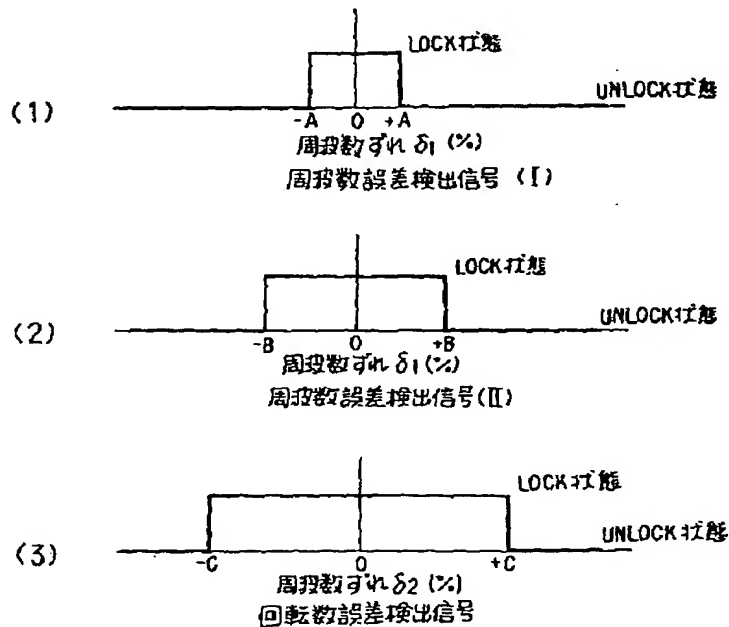 LOCK状態
UNLOCK状態
(1)
-A 0 +A
周波数ずれ δ1 (%)
周波数誤差検出信号 (I)
LOCK状態
UNLOCK状態
(2)
-B 0 +B
周波数ずれ δ1 (%)
周波数誤差検出信号(II)
LOCK状態
UNLOCK状態
(3)
-C 0 +C
周波数ずれ δ2 (%)
回転数誤差検出信号